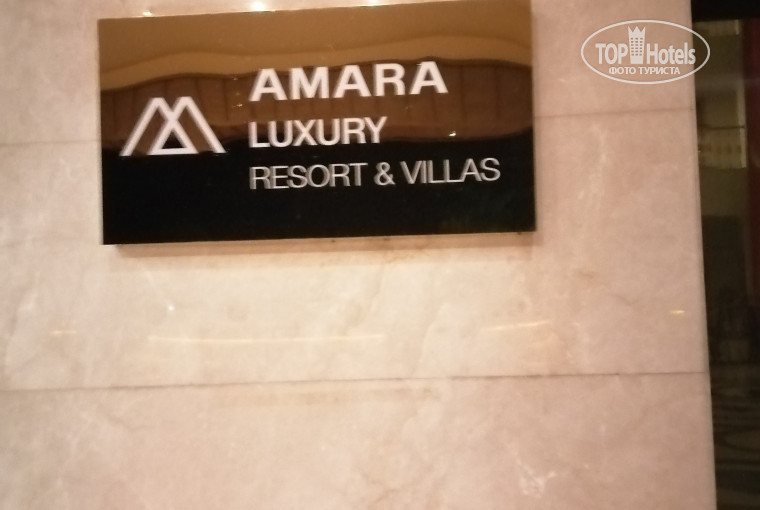 TOP Hotels
ФОТО ТУРИСТА
AMARA
LUXURY
RESORT & VILLAS